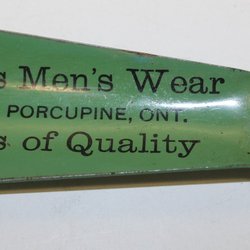 s Men's Wear
PORCUPINE, ONT.
s of Quality